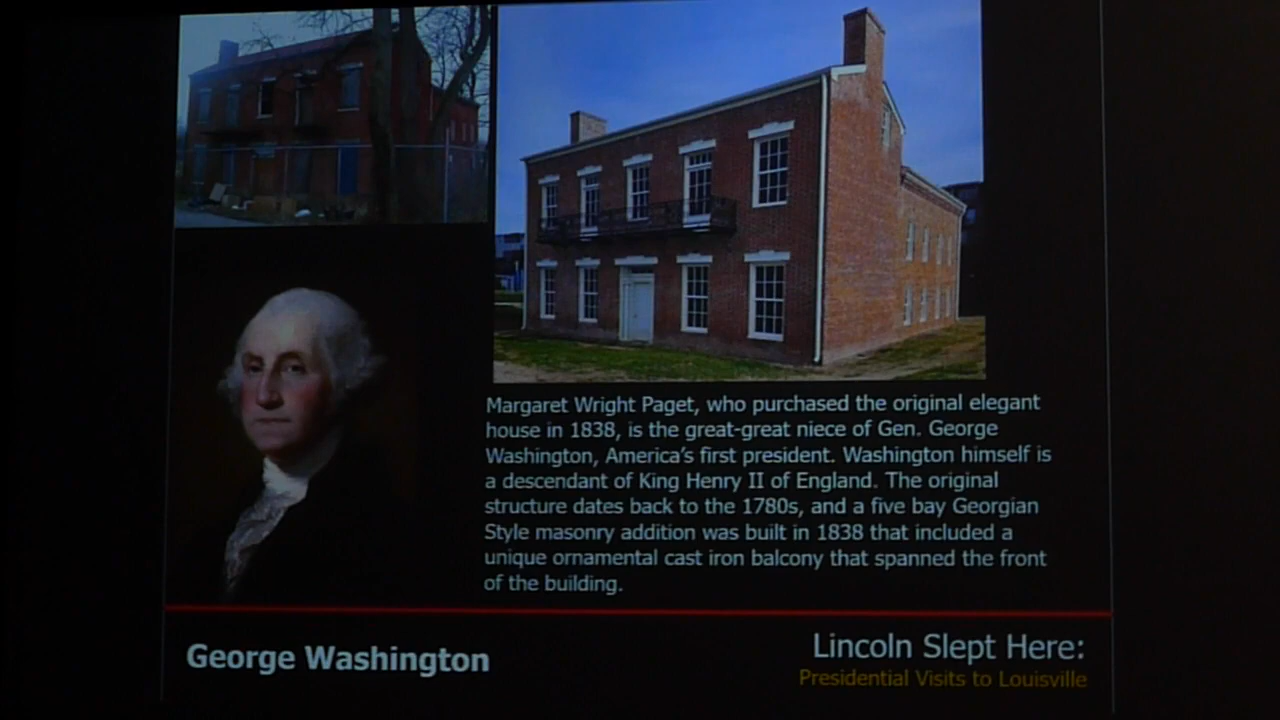 Margaret Wright Paget, who purchased the original elegant
house in 1838, is the great-great niece of Gen. George
Washington, America's first president. Washington himself is
a descendant of King Henry II of England. The original
structure dates back to the 1780s, and a five bay Georgian
Style masonry addition was built in 1838 that included a
unique ornamental cast iron balcony that spanned the front
of the building.
George Washington
Lincoln Slept Here:
Presidential Visits to Louisville